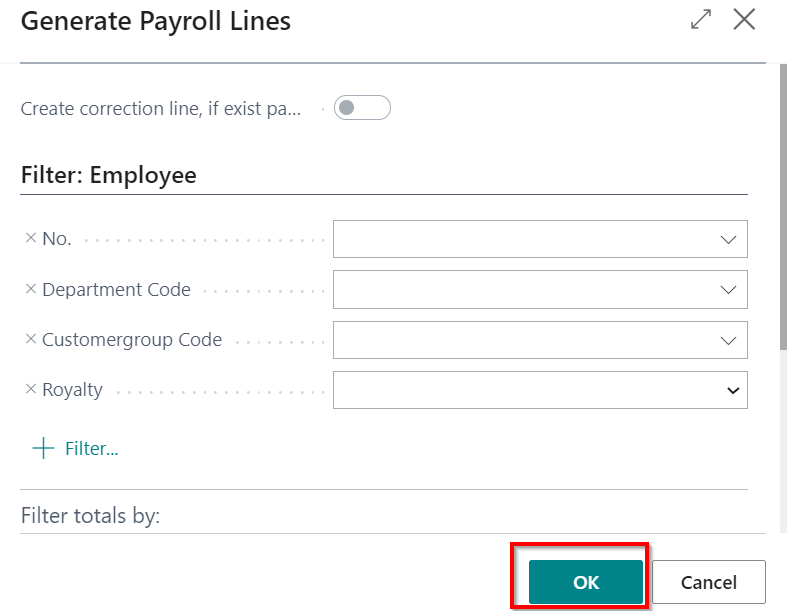 Generate Payroll Lines
Create correction line, if exist pa...
Filter: Employee
No.
Department Code
Customergroup Code
Royalty
Filter...
Filter totals by:
OK
Cancel